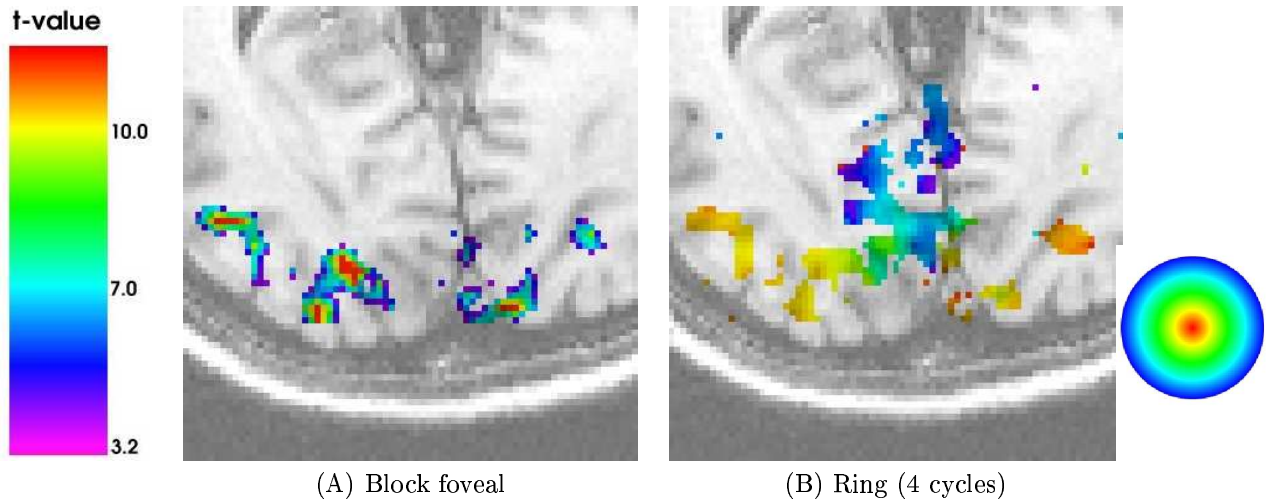 t-value
10.0
7.0
3.2
(A) Block foveal
(B) Ring (4 cycles)